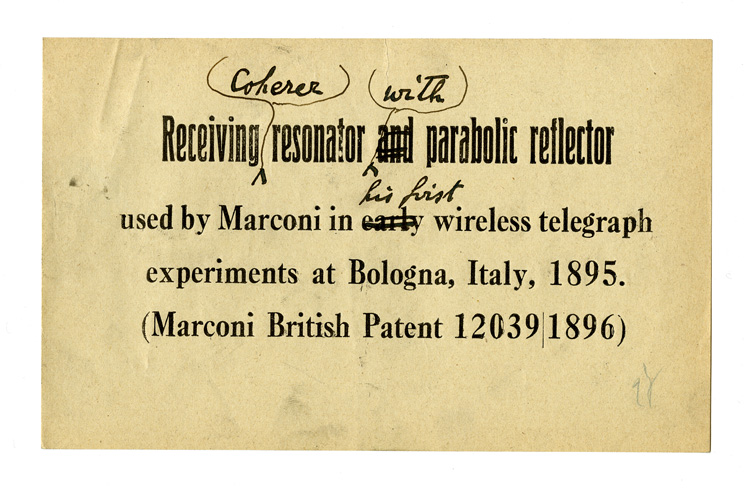 Coherer with
Receiving resonator and parabolic reflector
his first
used by Marconi in early wireless telegraph
experiments at Bologna, Italy, 1895.
(Marconi British Patent 12039|1896)